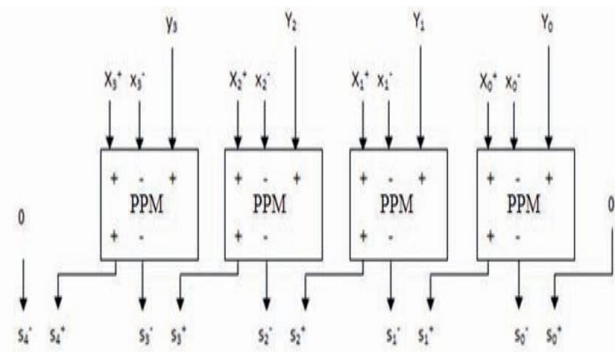 y₃ Y₂ Y₁ Y₀
X₃⁺ x₃⁻ X₂⁺ x₂⁻ X₁⁺ x₁⁻ X₀⁺ x₀⁻
+ - + + - + + - + + - +
0 PPM PPM PPM PPM 0
+ - + - + - + -
s₄⁻ s₄⁺ s₃⁻ s₃⁺ s₂⁻ s₂⁺ s₁⁻ s₁⁺ s₀⁻ s₀⁺